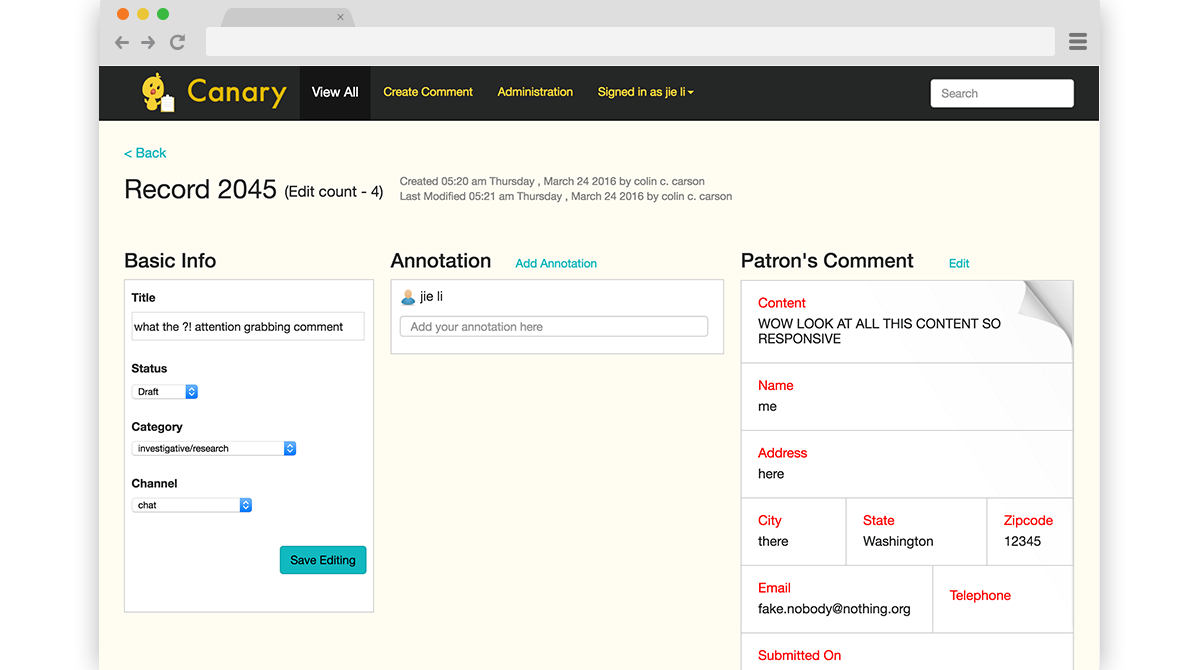 Canary
View All
Create Comment
Administration
Signed in as jie li
Search
< Back
Record 2045 (Edit count - 4)
Created 05:20 am Thursday , March 24 2016 by colin c. carson
Last Modified 05:21 am Thursday , March 24 2016 by colin c. carson
Basic Info
Title
what the ?! attention grabbing comment
Status
Draft
Category
investigative/research
Channel
chat
Save Editing
Annotation
Add Annotation
jie li
Add your annotation here
Patron's Comment
Edit
Content
WOW LOOK AT ALL THIS CONTENT SO
RESPONSIVE
Name
me
Address
here
City
there
State
Washington
Zipcode
12345
Email
fake.nobody@nothing.org
Telephone
Submitted On